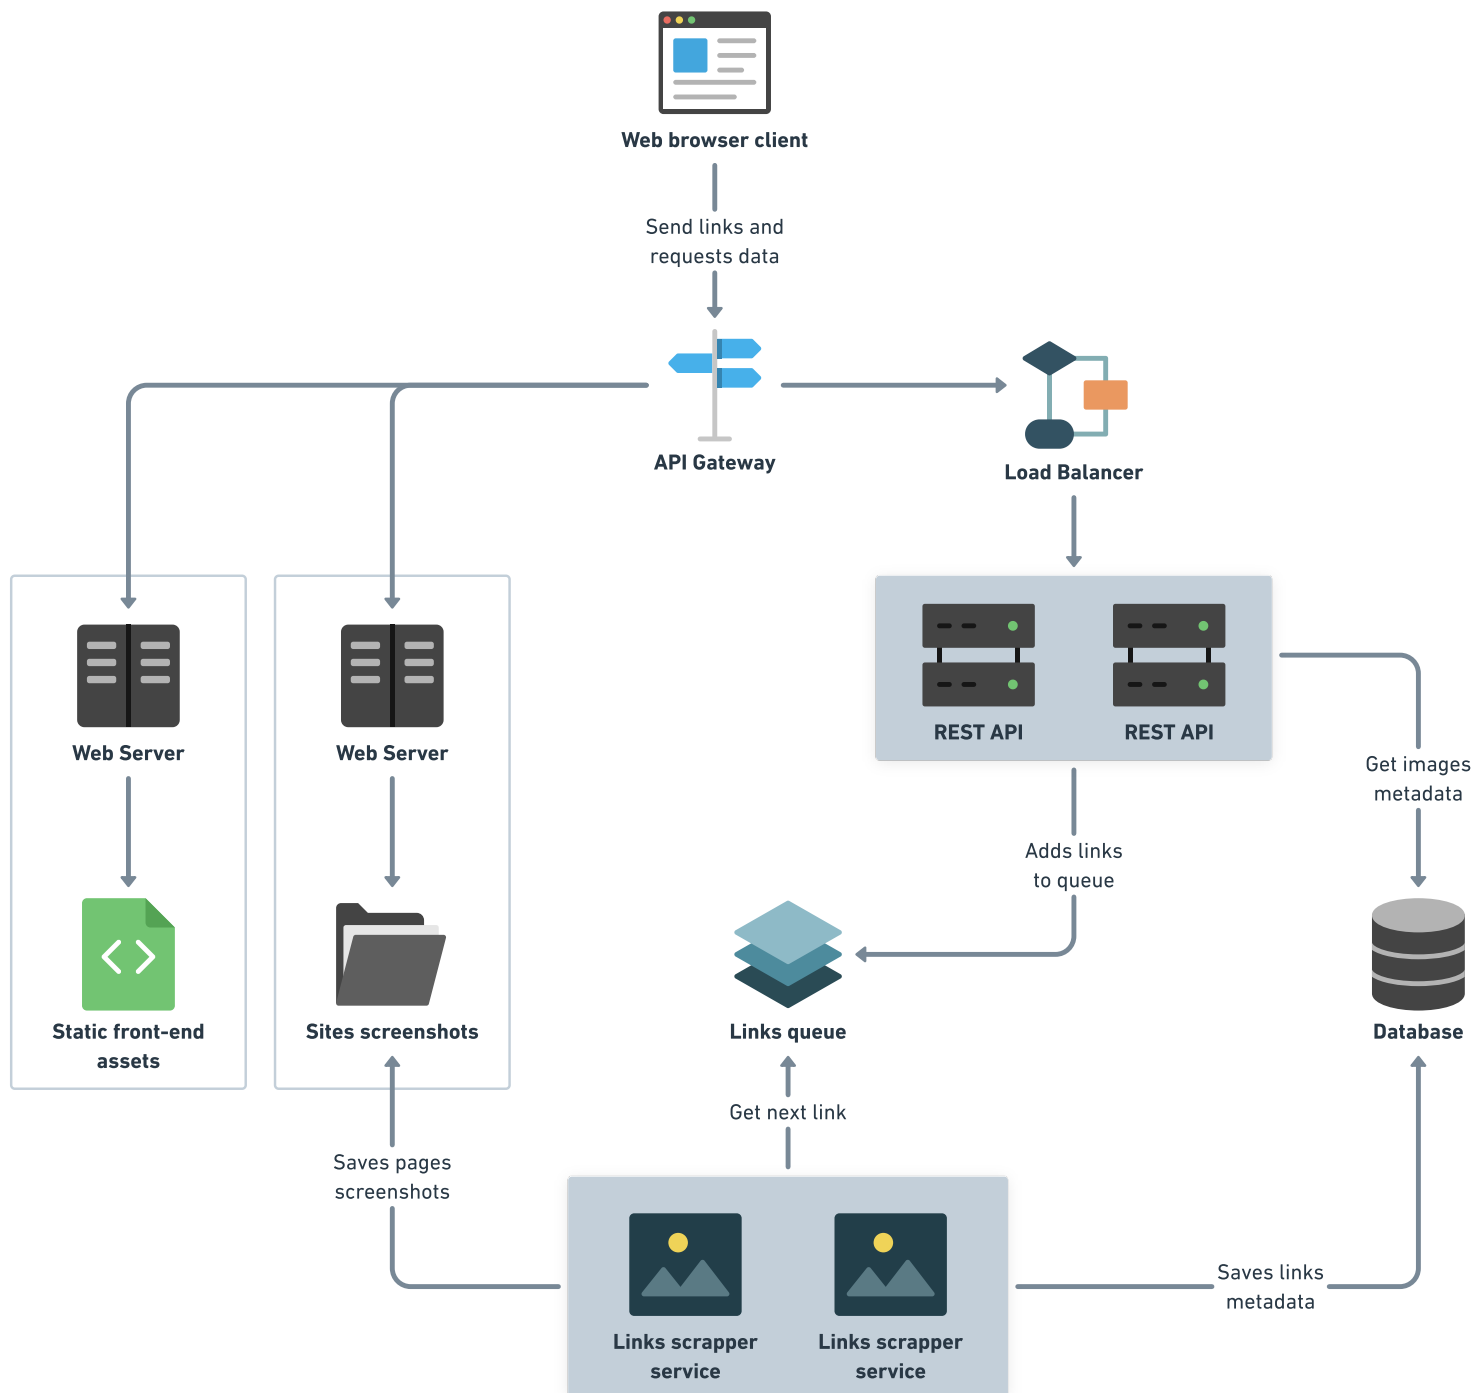 Web browser client
Send links and
requests data
API Gateway
Load Balancer
Web Server
Web Server
REST API
REST API
Get images
metadata
Adds links
to queue
Static front-end
assets
Sites screenshots
Links queue
Database
Get next link
Saves pages
screenshots
Saves links
metadata
Links scrapper
service
Links scrapper
service